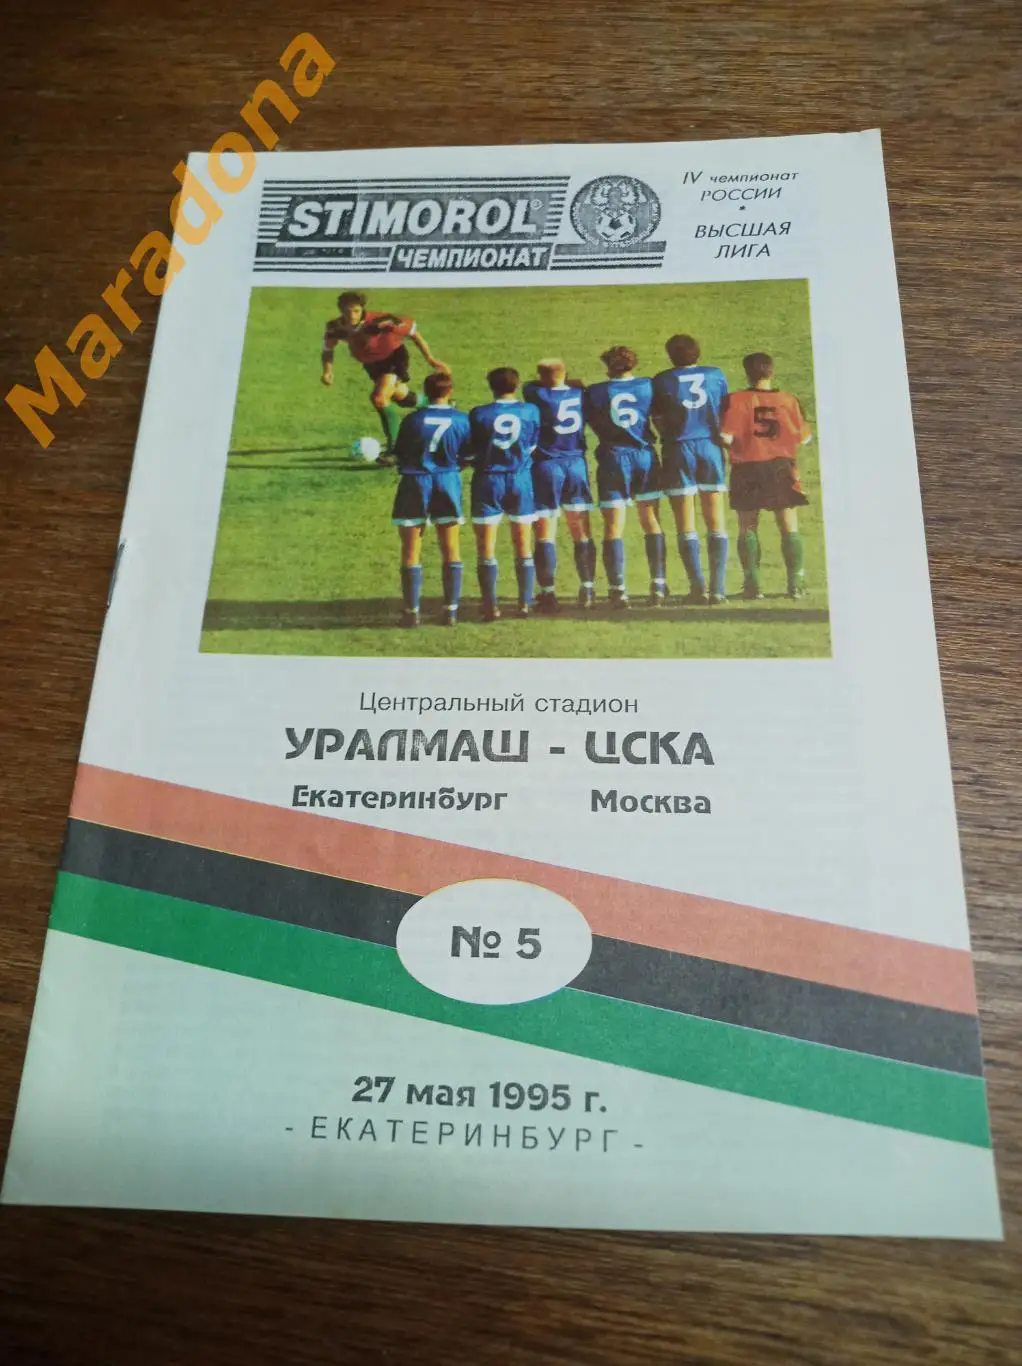 Maradona
STIMOROL®
ЧЕМПИОНАТ
IV чемпионат
РОССИИ
•
ВЫСШАЯ
ЛИГА
7 9 5 6 3 5
Центральный стадион
УРАЛМАШ - ЦСКА
Екатеринбург Москва
№ 5
27 мая 1995 г.
- ЕКАТЕРИНБУРГ -